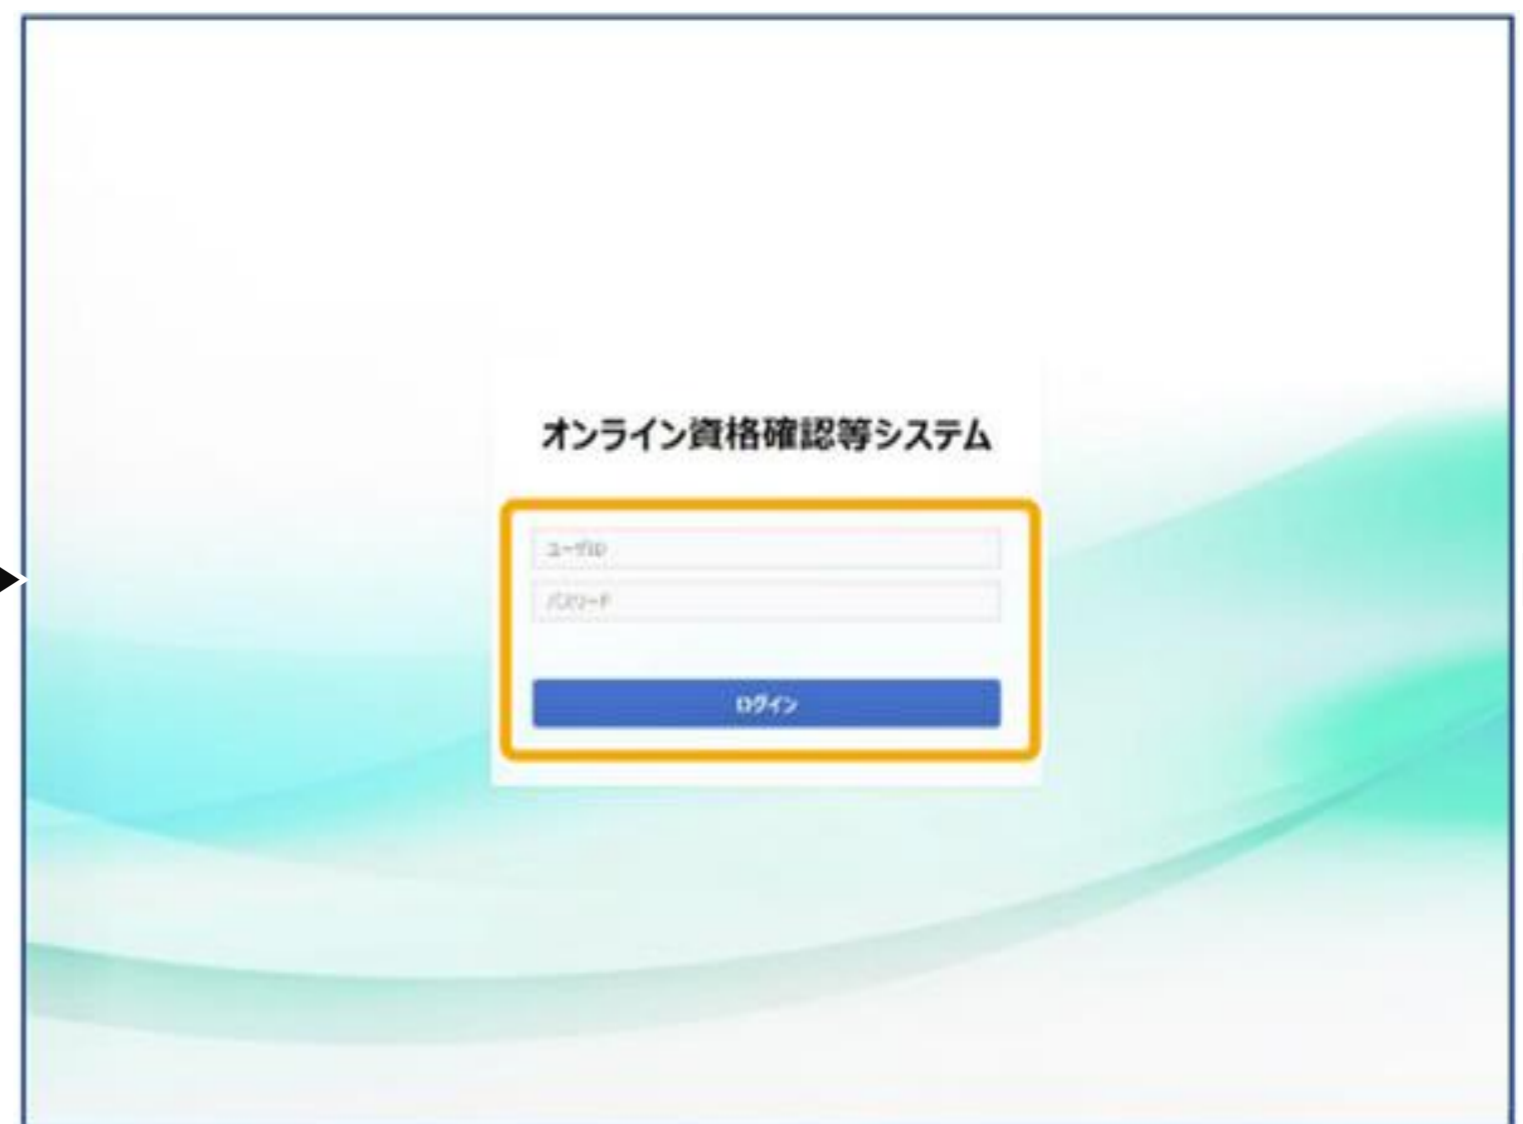 オンライン資格確認等システム
ユーザID
パスワード
ログイン